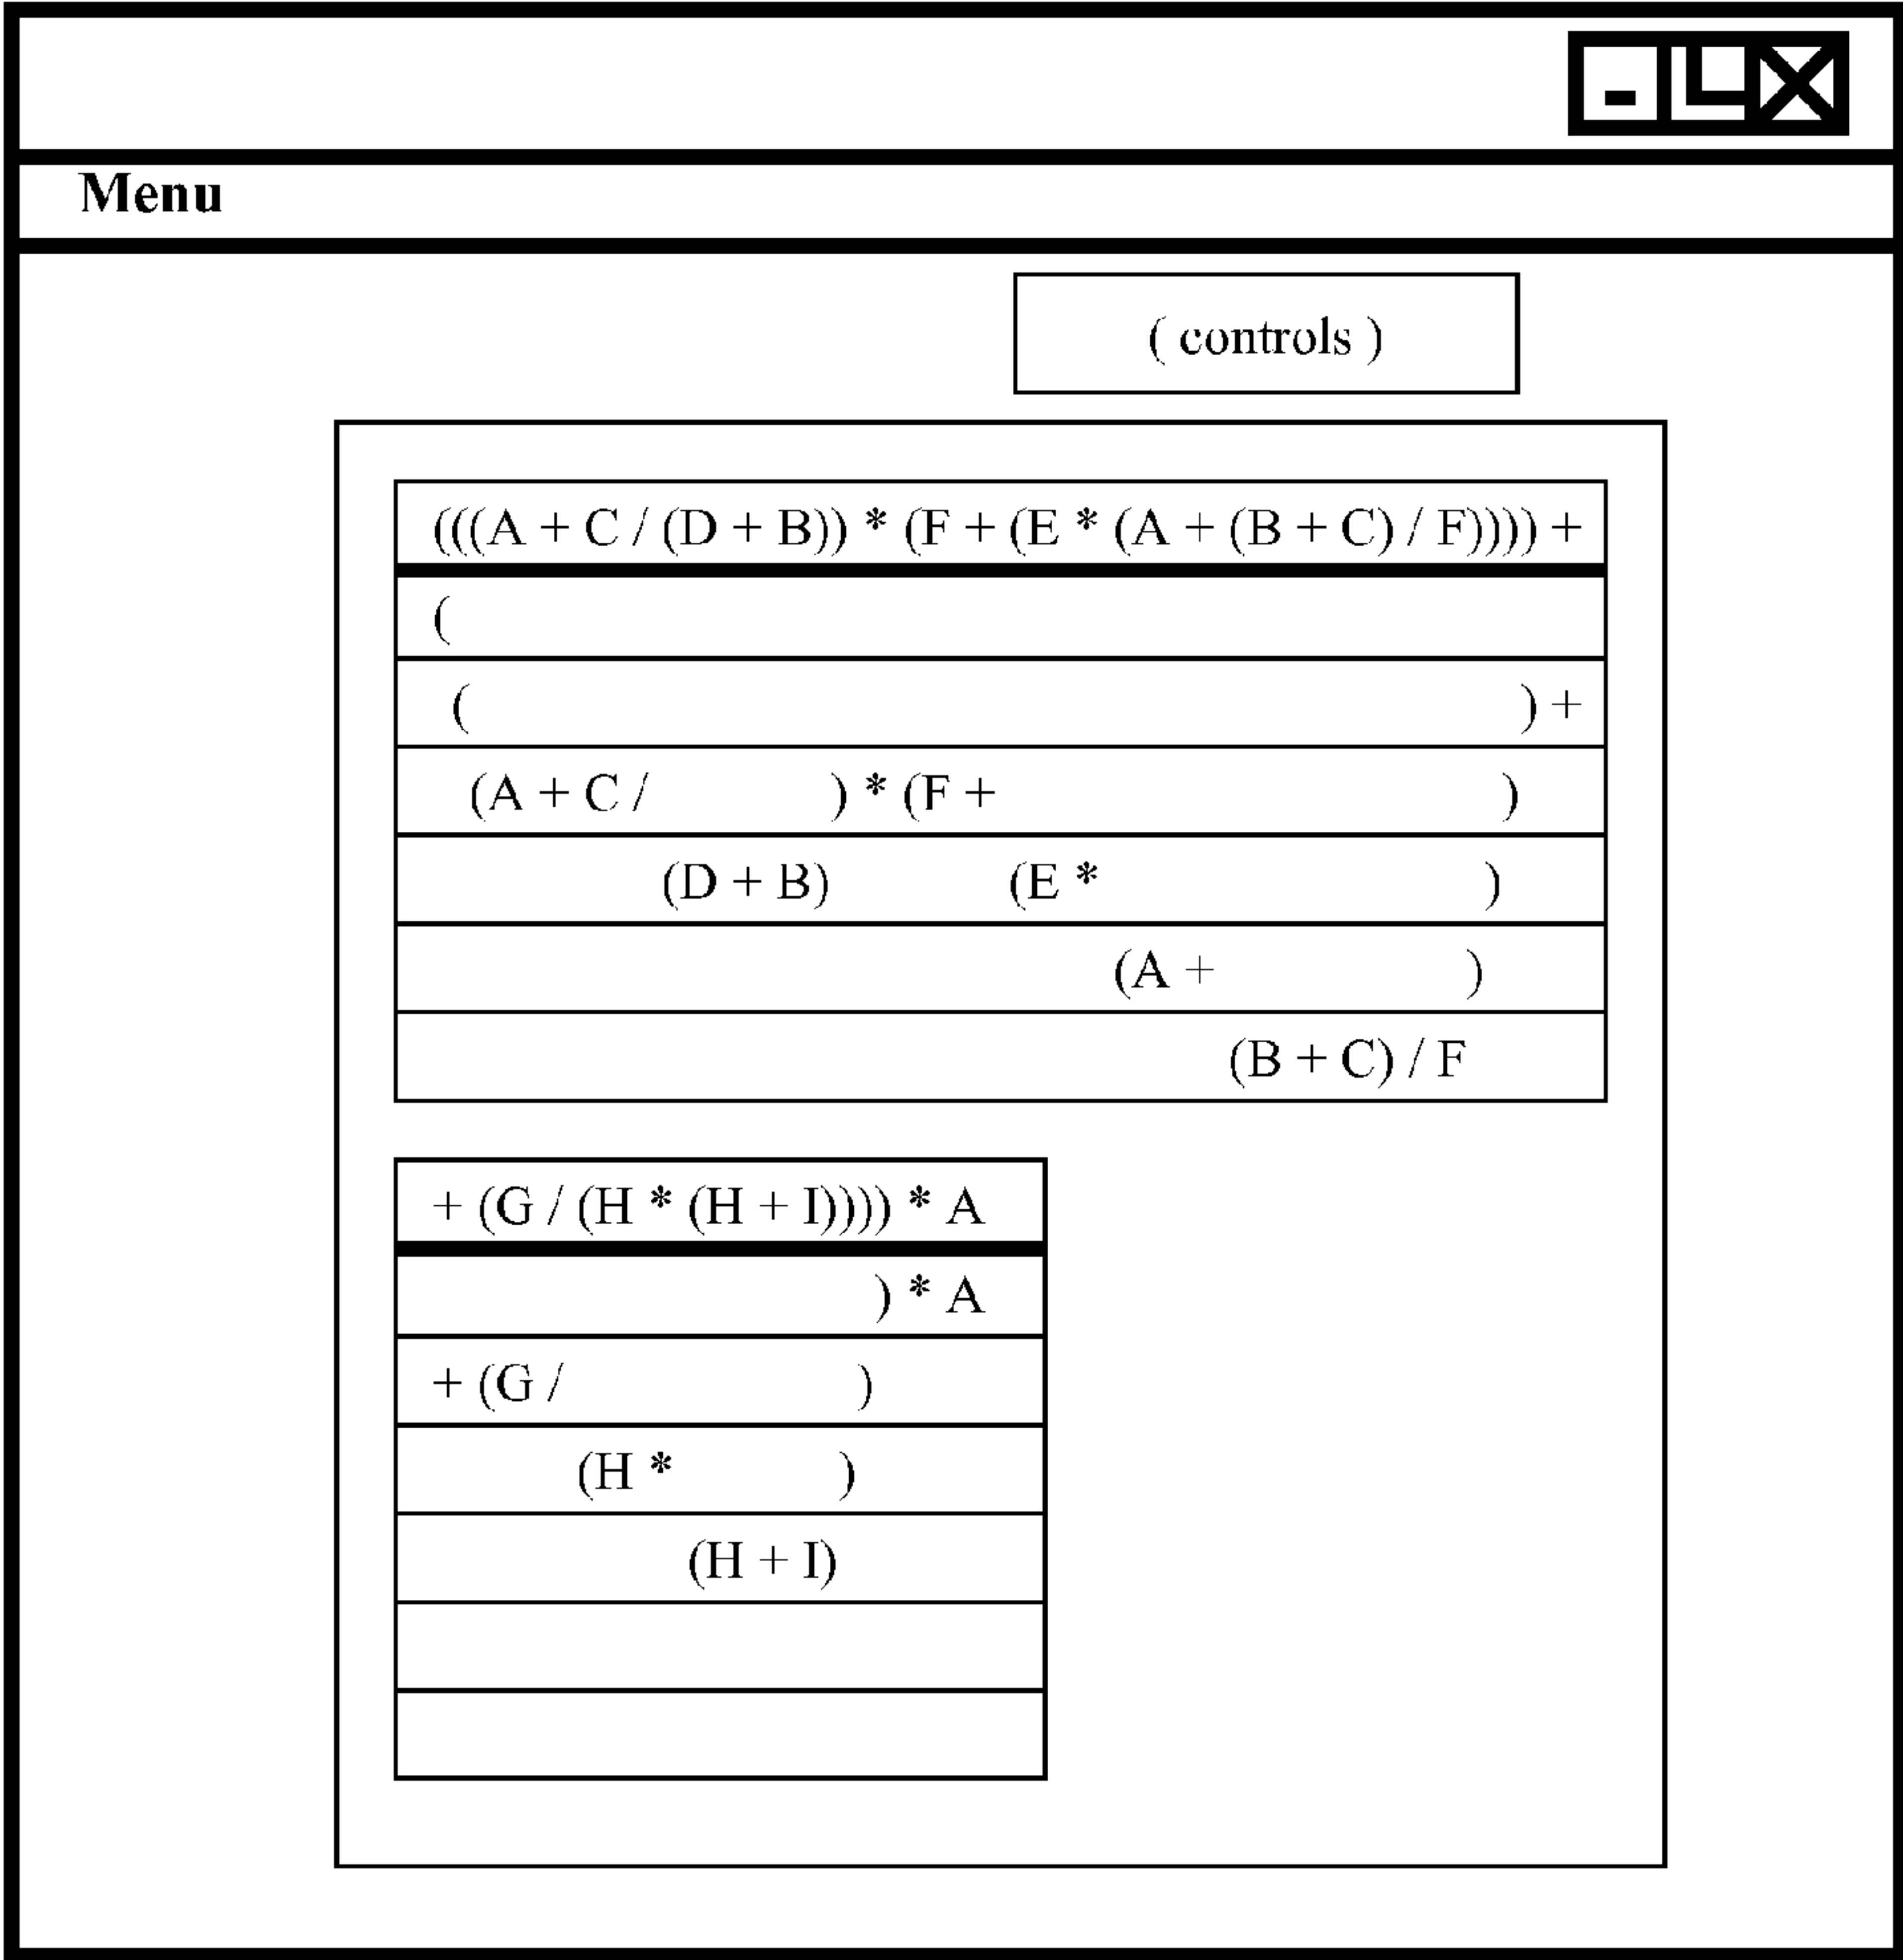 Menu
( controls )
(((A + C / (D + B)) * (F + (E * (A + (B + C) / F)))) +
(
( ) +
(A + C / ) * (F + )
(D + B) (E * )
(A + )
(B + C) / F
+ (G / (H * (H + I)))) * A
) * A
+ (G / )
(H * )
(H + I)